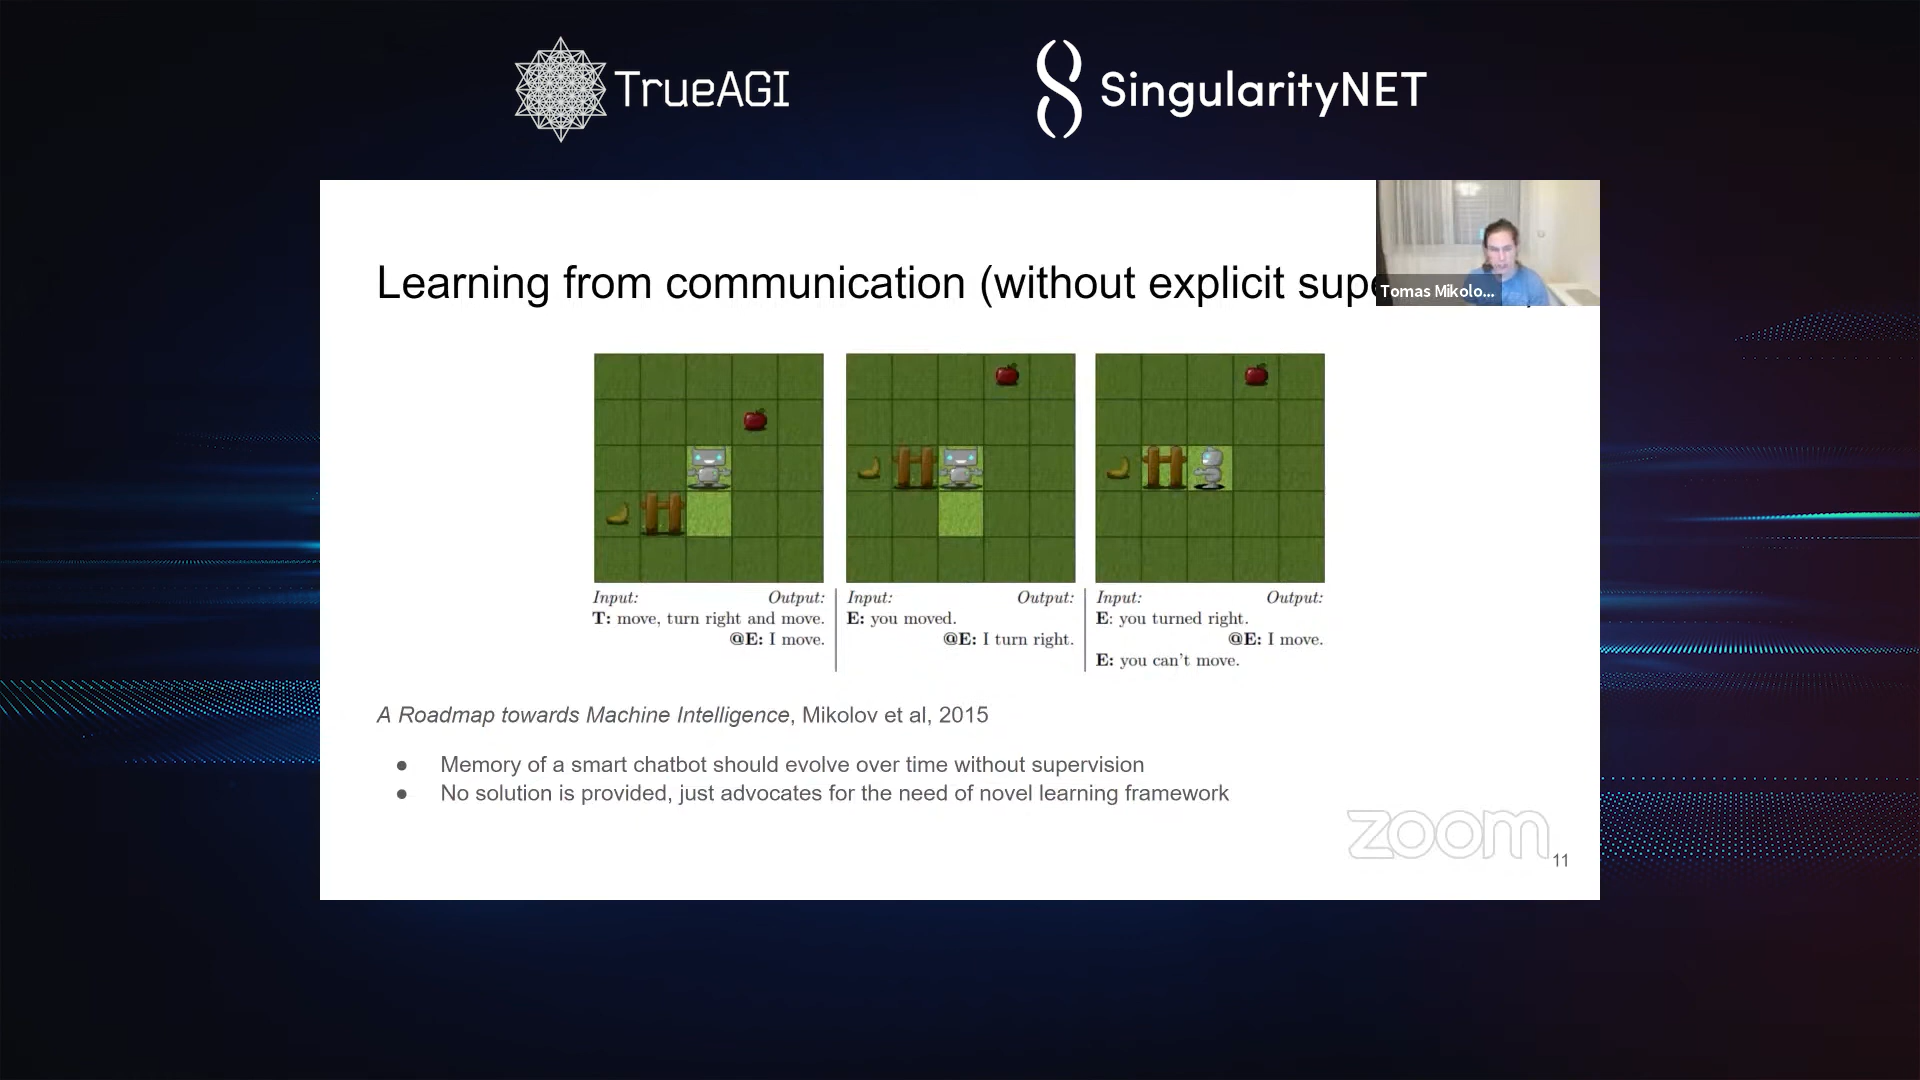 TrueAGI
SingularityNET
Learning from communication (without explicit
Tomas Mikolo...
Input: Output:
T: move, turn right and move.
@E: I move.
Input: Output:
E: you moved.
@E: I turn right.
Input: Output:
E: you turned right.
@E: I move.
E: you can't move.
A Roadmap towards Machine Intelligence, Mikolov et al, 2015
● Memory of a smart chatbot should evolve over time without supervision
● No solution is provided, just advocates for the need of novel learning framework
zoom
11